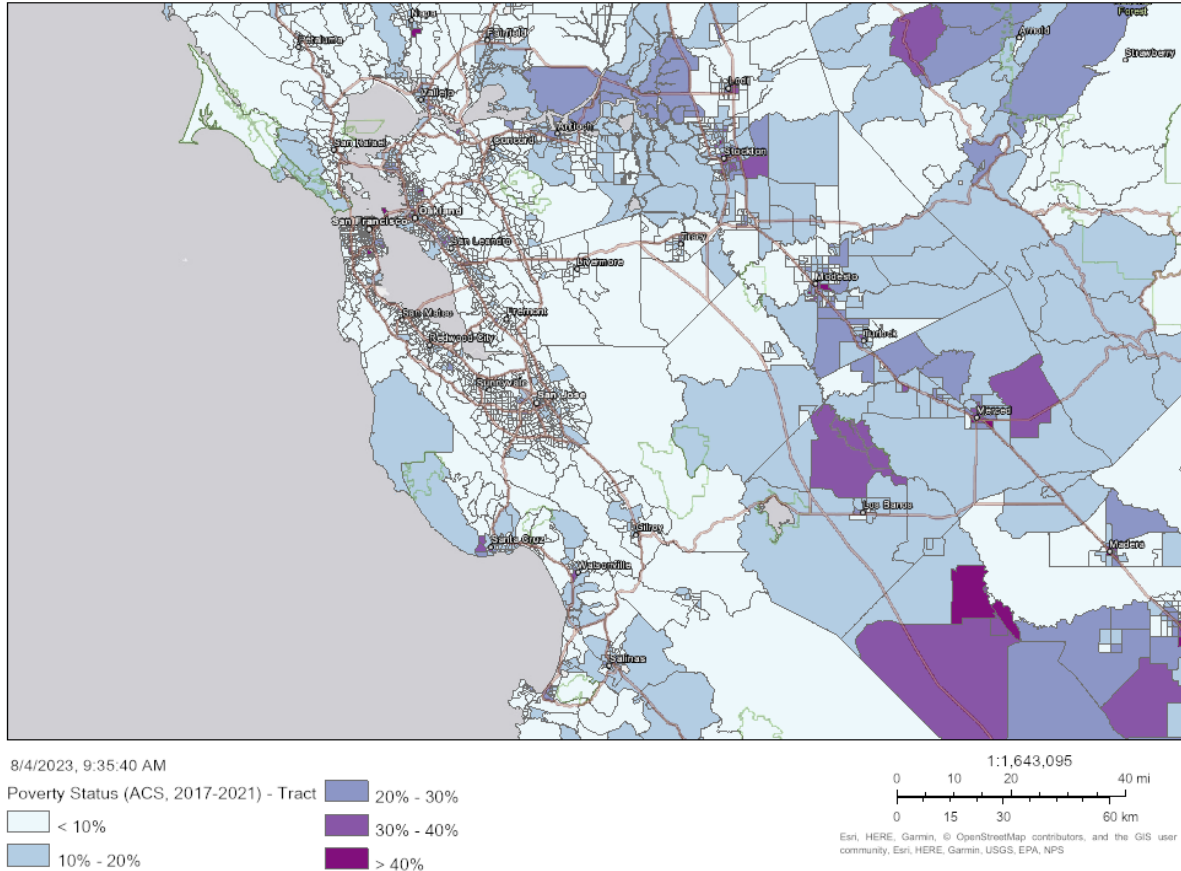 Forest
Napa
Arnold
Petaluma
Fairfield
Strawberry
Lodi
Vallejo
Antioch
San Rafael
Concord
Stockton
San Francisco
Oakland
San Leandro
Tracy
Livermore
Modesto
San Mateo
Fremont
Turlock
Redwood City
Sunnyvale
San Jose
Merced
Los Banos
Gilroy
Santa Cruz
Madera
Watsonville
Salinas
8/4/2023, 9:35:40 AM
Poverty Status (ACS, 2017-2021) - Tract
< 10%
10% - 20%
20% - 30%
30% - 40%
> 40%
1:1,643,095
0 10 20 40 mi
0 15 30 60 km
Esri, HERE, Garmin, © OpenStreetMap contributors, and the GIS user
community, Esri, HERE, Garmin, USGS, EPA, NPS